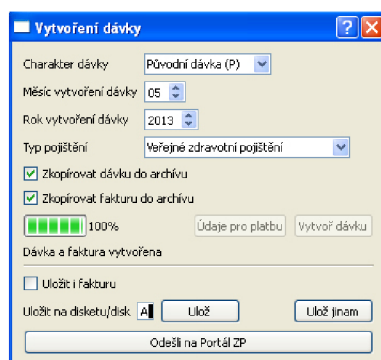 Vytvoření dávky
Charakter dávky Původní dávka (P)
Měsíc vytvoření dávky 05
Rok vytvoření dávky 2013
Typ pojištění Veřejné zdravotní pojištění
Zkopírovat dávku do archívu
Zkopírovat fakturu do archívu
100% Údaje pro platbu Vytvoř dávku
Dávka a faktura vytvořena
Uložit i fakturu
Uložit na disketu/disk A Ulož Ulož jinam
Odešli na Portál ZP